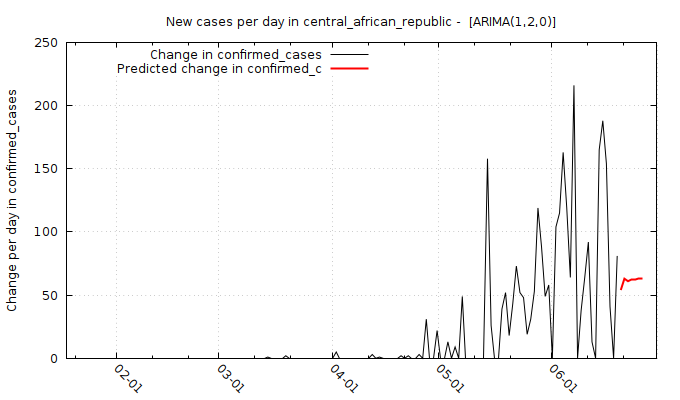 New cases per day in central_african_republic -  [ARIMA(1,2,0)]
Change in confirmed_cases
Predicted change in confirmed_c
Change per day in confirmed_cases
250
200
150
100
50
0
02-01
03-01
04-01
05-01
06-01